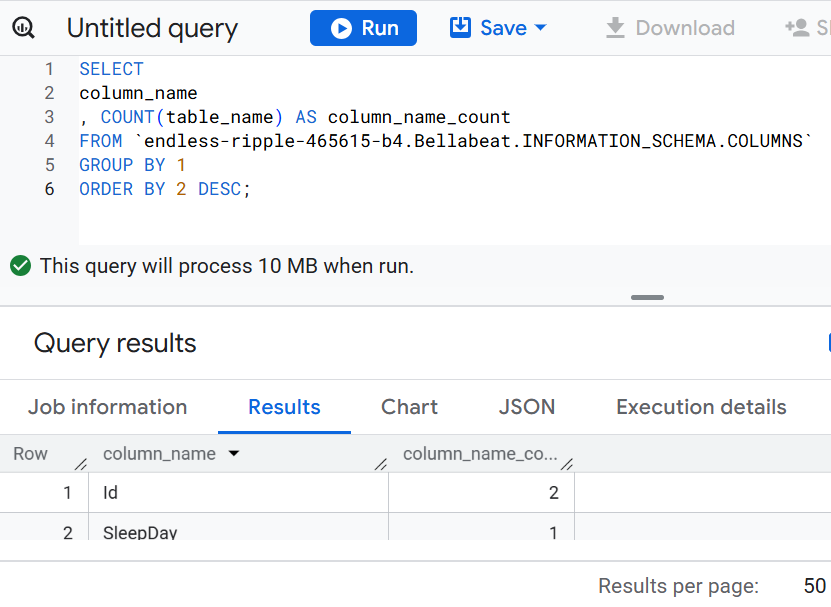 Untitled query Run Save Download
1 SELECT
2 column_name
3 , COUNT(table_name) AS column_name_count
4 FROM `endless-ripple-465615-b4.Bellabeat.INFORMATION_SCHEMA.COLUMNS`
5 GROUP BY 1
6 ORDER BY 2 DESC;
This query will process 10 MB when run.
Query results
Job information Results Chart JSON Execution details
Row column_name column_name_co...
1 Id 2
2 SleepDay 1
Results per page: 50